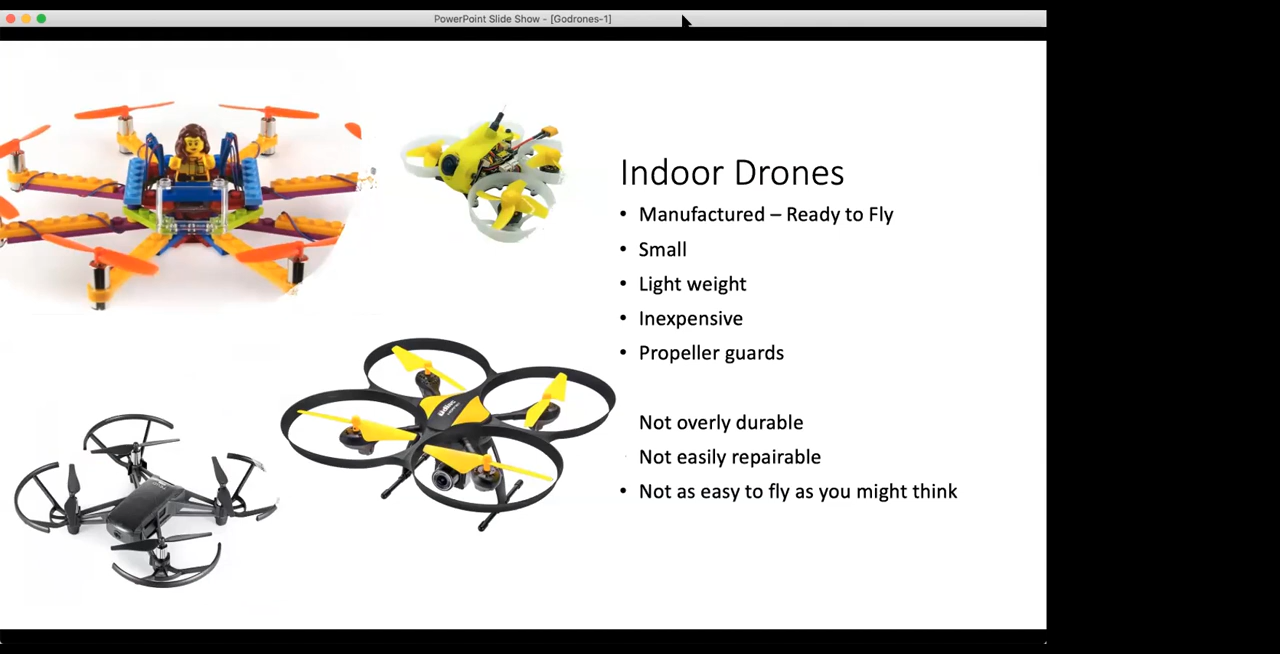 PowerPoint Slide Show - [Godrones-1]
Indoor Drones
• Manufactured – Ready to Fly
• Small
• Light weight
• Inexpensive
• Propeller guards
Not overly durable
Not easily repairable
• Not as easy to fly as you might think